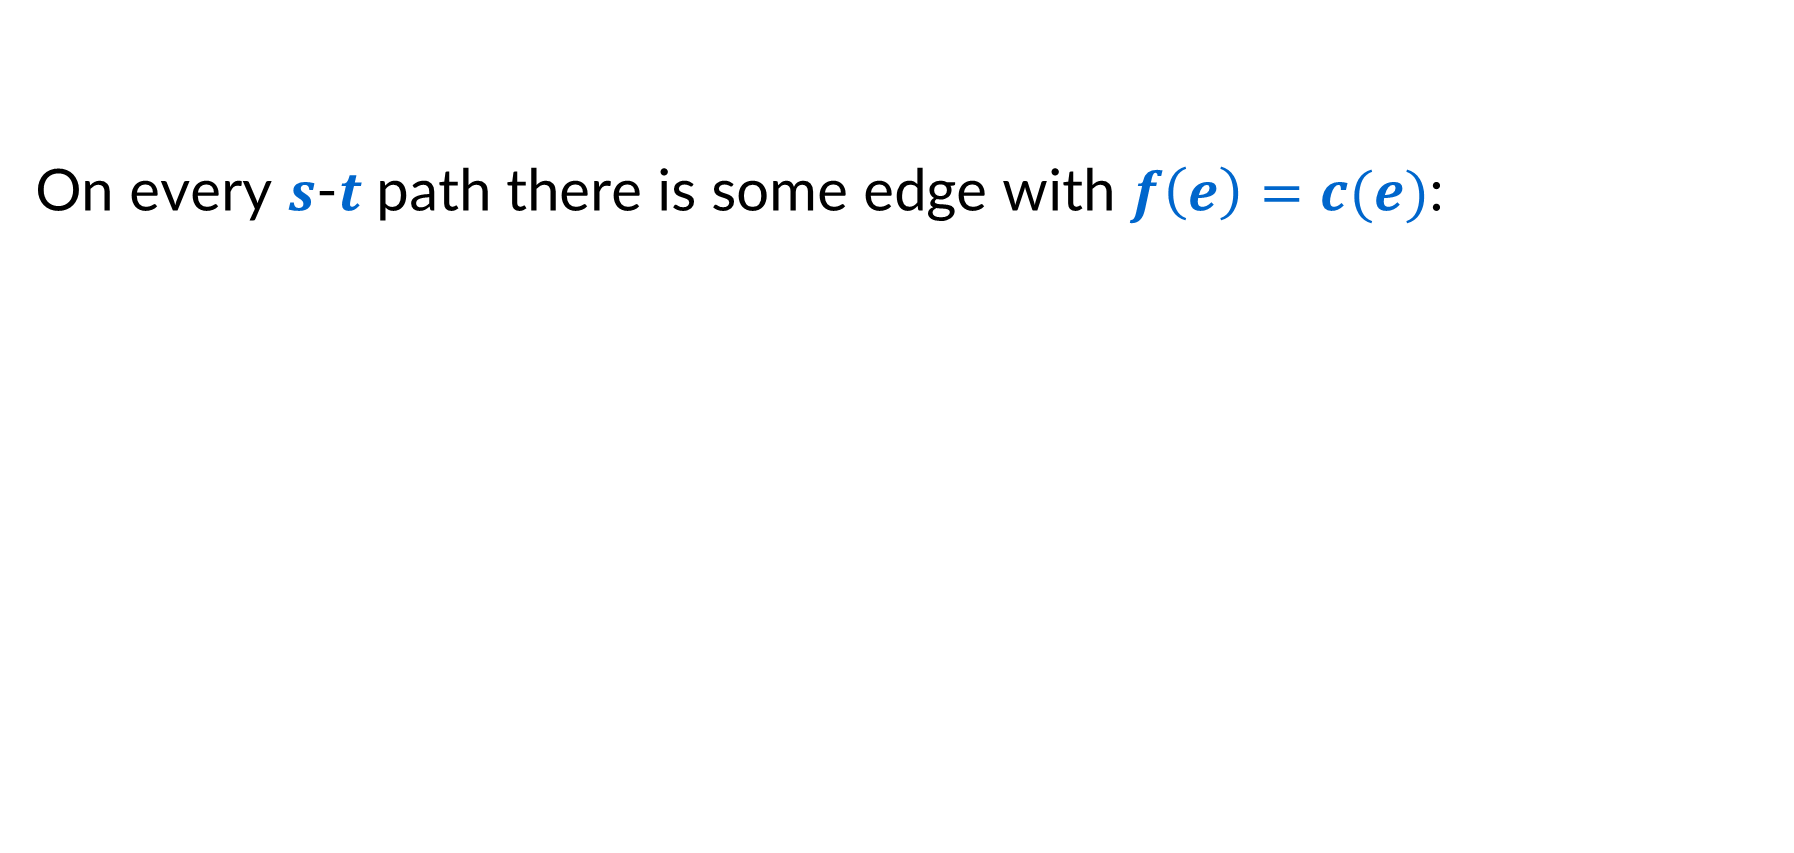 On every s-t path there is some edge with f(e) = c(e):